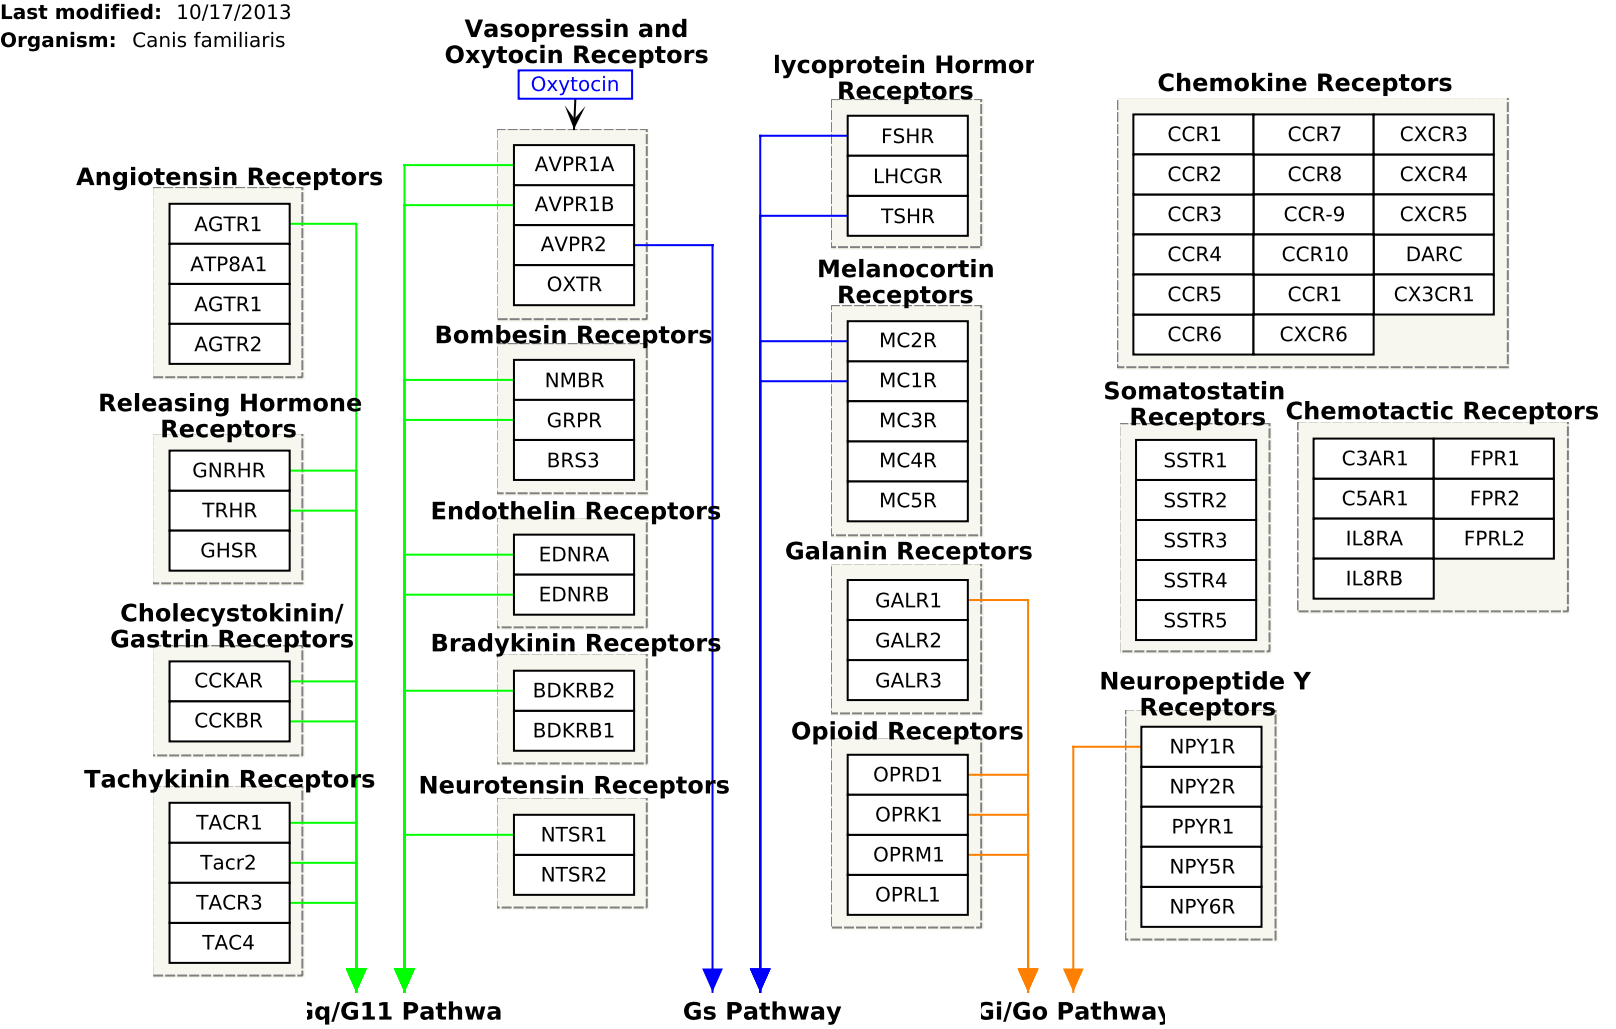 Last modified: 10/17/2013
Organism: Canis familiaris
Angiotensin Receptors
AGTR1
ATP8A1
AGTR1
AGTR2
Releasing Hormone
Receptors
GNRHR
TRHR
GHSR
Cholecystokinin/
Gastrin Receptors
CCKAR
CCKBR
Tachykinin Receptors
TACR1
Tacr2
TACR3
TAC4
Vasopressin and
Oxytocin Receptors
Oxytocin
AVPR1A
AVPR1B
AVPR2
OXTR
Bombesin Receptors
NMBR
GRPR
BRS3
Endothelin Receptors
EDNRA
EDNRB
Bradykinin Receptors
BDKRB2
BDKRB1
Neurotensin Receptors
NTSR1
NTSR2
lycoprotein Hormor
Receptors
FSHR
LHCGR
TSHR
Melanocortin
Receptors
MC2R
MC1R
MC3R
MC4R
MC5R
Galanin Receptors
GALR1
GALR2
GALR3
Opioid Receptors
OPRD1
OPRK1
OPRM1
OPRL1
Chemokine Receptors
CCR1 CCR7 CXCR3
CCR2 CCR8 CXCR4
CCR3 CCR-9 CXCR5
CCR4 CCR10 DARC
CCR5 CCR1 CX3CR1
CCR6 CXCR6
Somatostatin
Receptors
SSTR1
SSTR2
SSTR3
SSTR4
SSTR5
Chemotactic Receptors
C3AR1 FPR1
C5AR1 FPR2
IL8RA FPRL2
IL8RB
Neuropeptide Y
Receptors
NPY1R
NPY2R
PPYR1
NPY5R
NPY6R
Gq/G11 Pathwa
Gs Pathway
Gi/Go Pathway